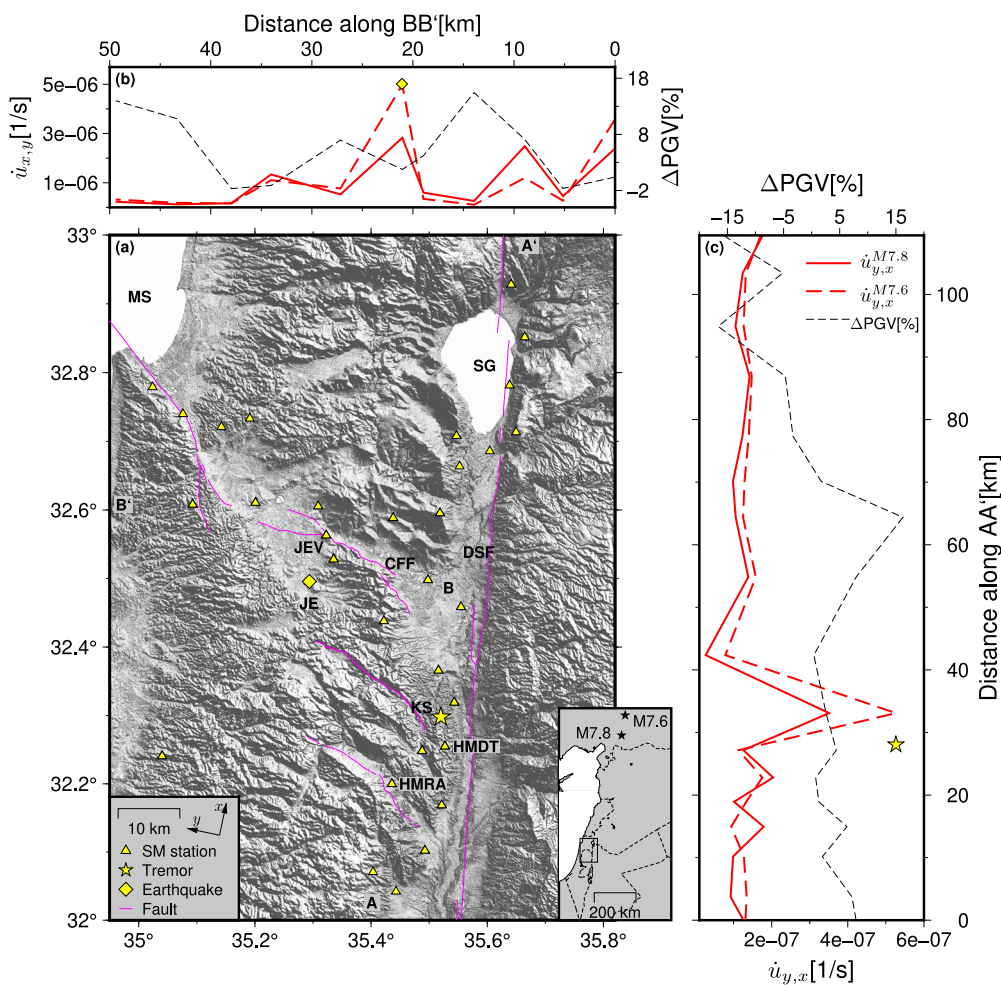 Distance along BB‘[km]
50 40 30 20 10 0
(b)
u̇x,y[1/s]
5e−06
3e−06
1e−06
18
8
−2
ΔPGV[%]
ΔPGV[%]
−15 −5 5 15
(a)
33°
32.8°
32.6°
32.4°
32.2°
32°
35° 35.2° 35.4° 35.6° 35.8°
A‘
MS
SG
B‘
JEV
CFF
DSF
JE
B
KS
HMDT
HMRA
A
10 km
x
y
SM station
Tremor
Earthquake
Fault
M7.6
M7.8
200 km
(c)
u̇y,x^M7.8
u̇y,x^M7.6
ΔPGV[%]
100
80
60
40
20
0
Distance along AA‘[km]
2e−07 4e−07 6e−07
u̇y,x[1/s]